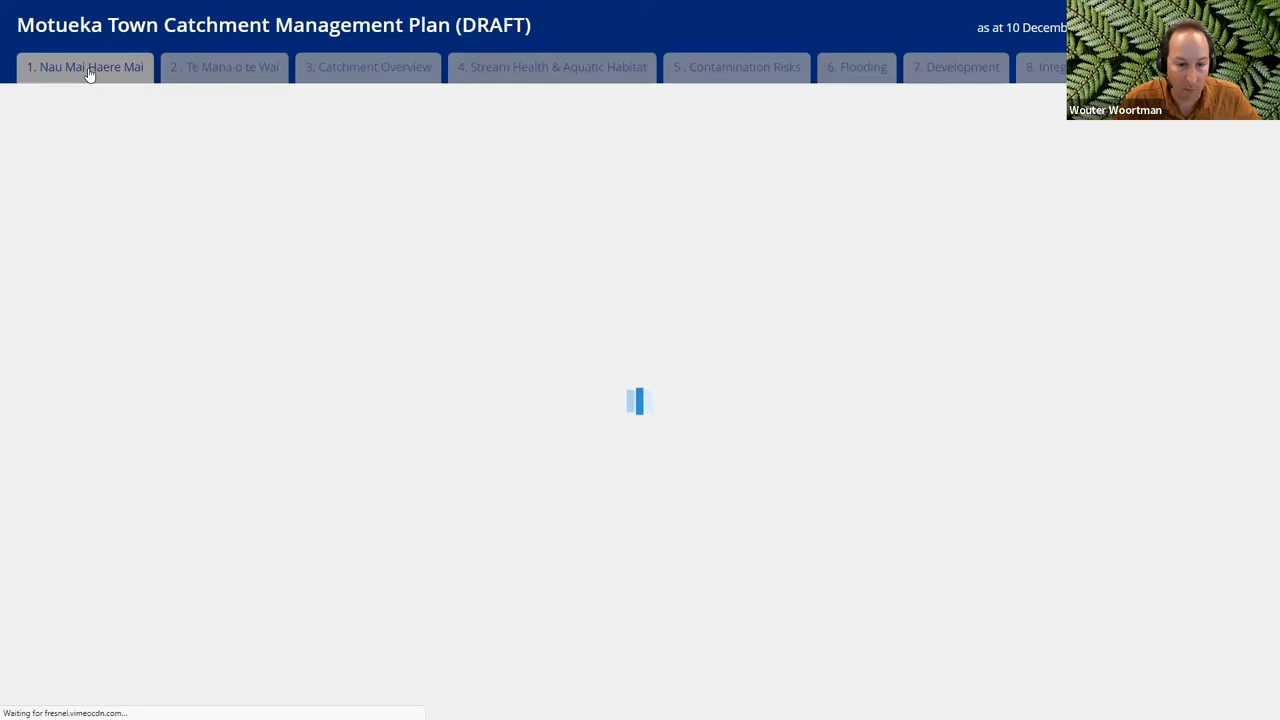 Motueka Town Catchment Management Plan (DRAFT)
as at 10 Decemb
1. Nau Mai Haere Mai
2 . Te Mana o te Wai
3. Catchment Overview
4. Stream Health & Aquatic Habitat
5 . Contamination Risks
6. Flooding
7. Development
8. Integ
Wouter Woortman
Waiting for fresnel.vimeocdn.com...